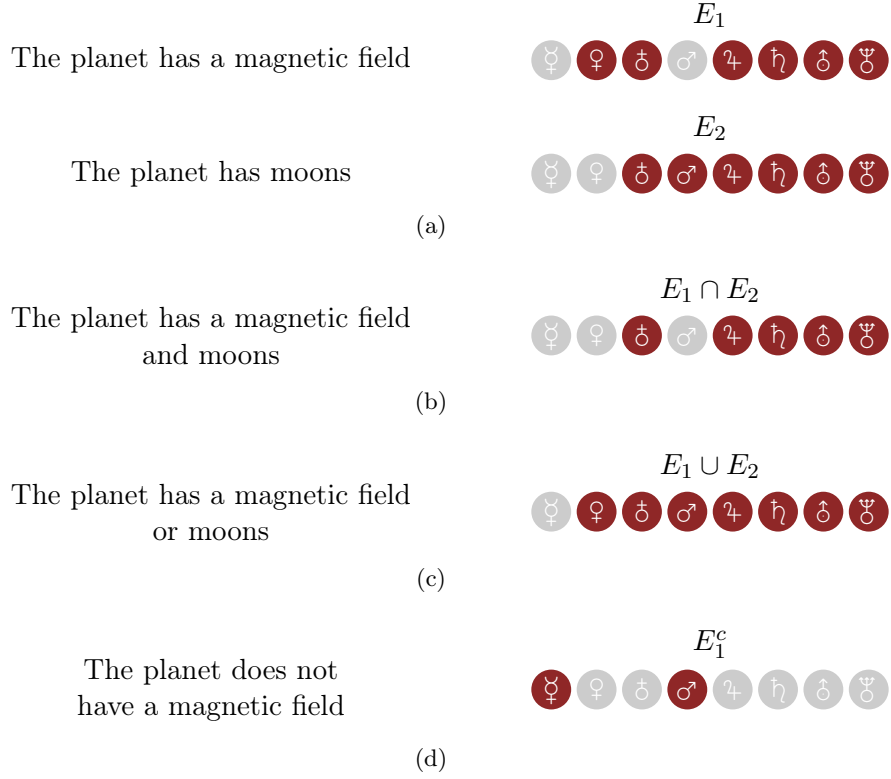 E₁
The planet has a magnetic field
☿ ♀ ♁ ♂ ♃ ♄ ⛢ ♆
E₂
The planet has moons
☿ ♀ ♁ ♂ ♃ ♄ ⛢ ♆
(a)
E₁ ∩ E₂
The planet has a magnetic field
and moons
☿ ♀ ♁ ♂ ♃ ♄ ⛢ ♆
(b)
E₁ ∪ E₂
The planet has a magnetic field
or moons
☿ ♀ ♁ ♂ ♃ ♄ ⛢ ♆
(c)
E₁ᶜ
The planet does not
have a magnetic field
☿ ♀ ♁ ♂ ♃ ♄ ⛢ ♆
(d)